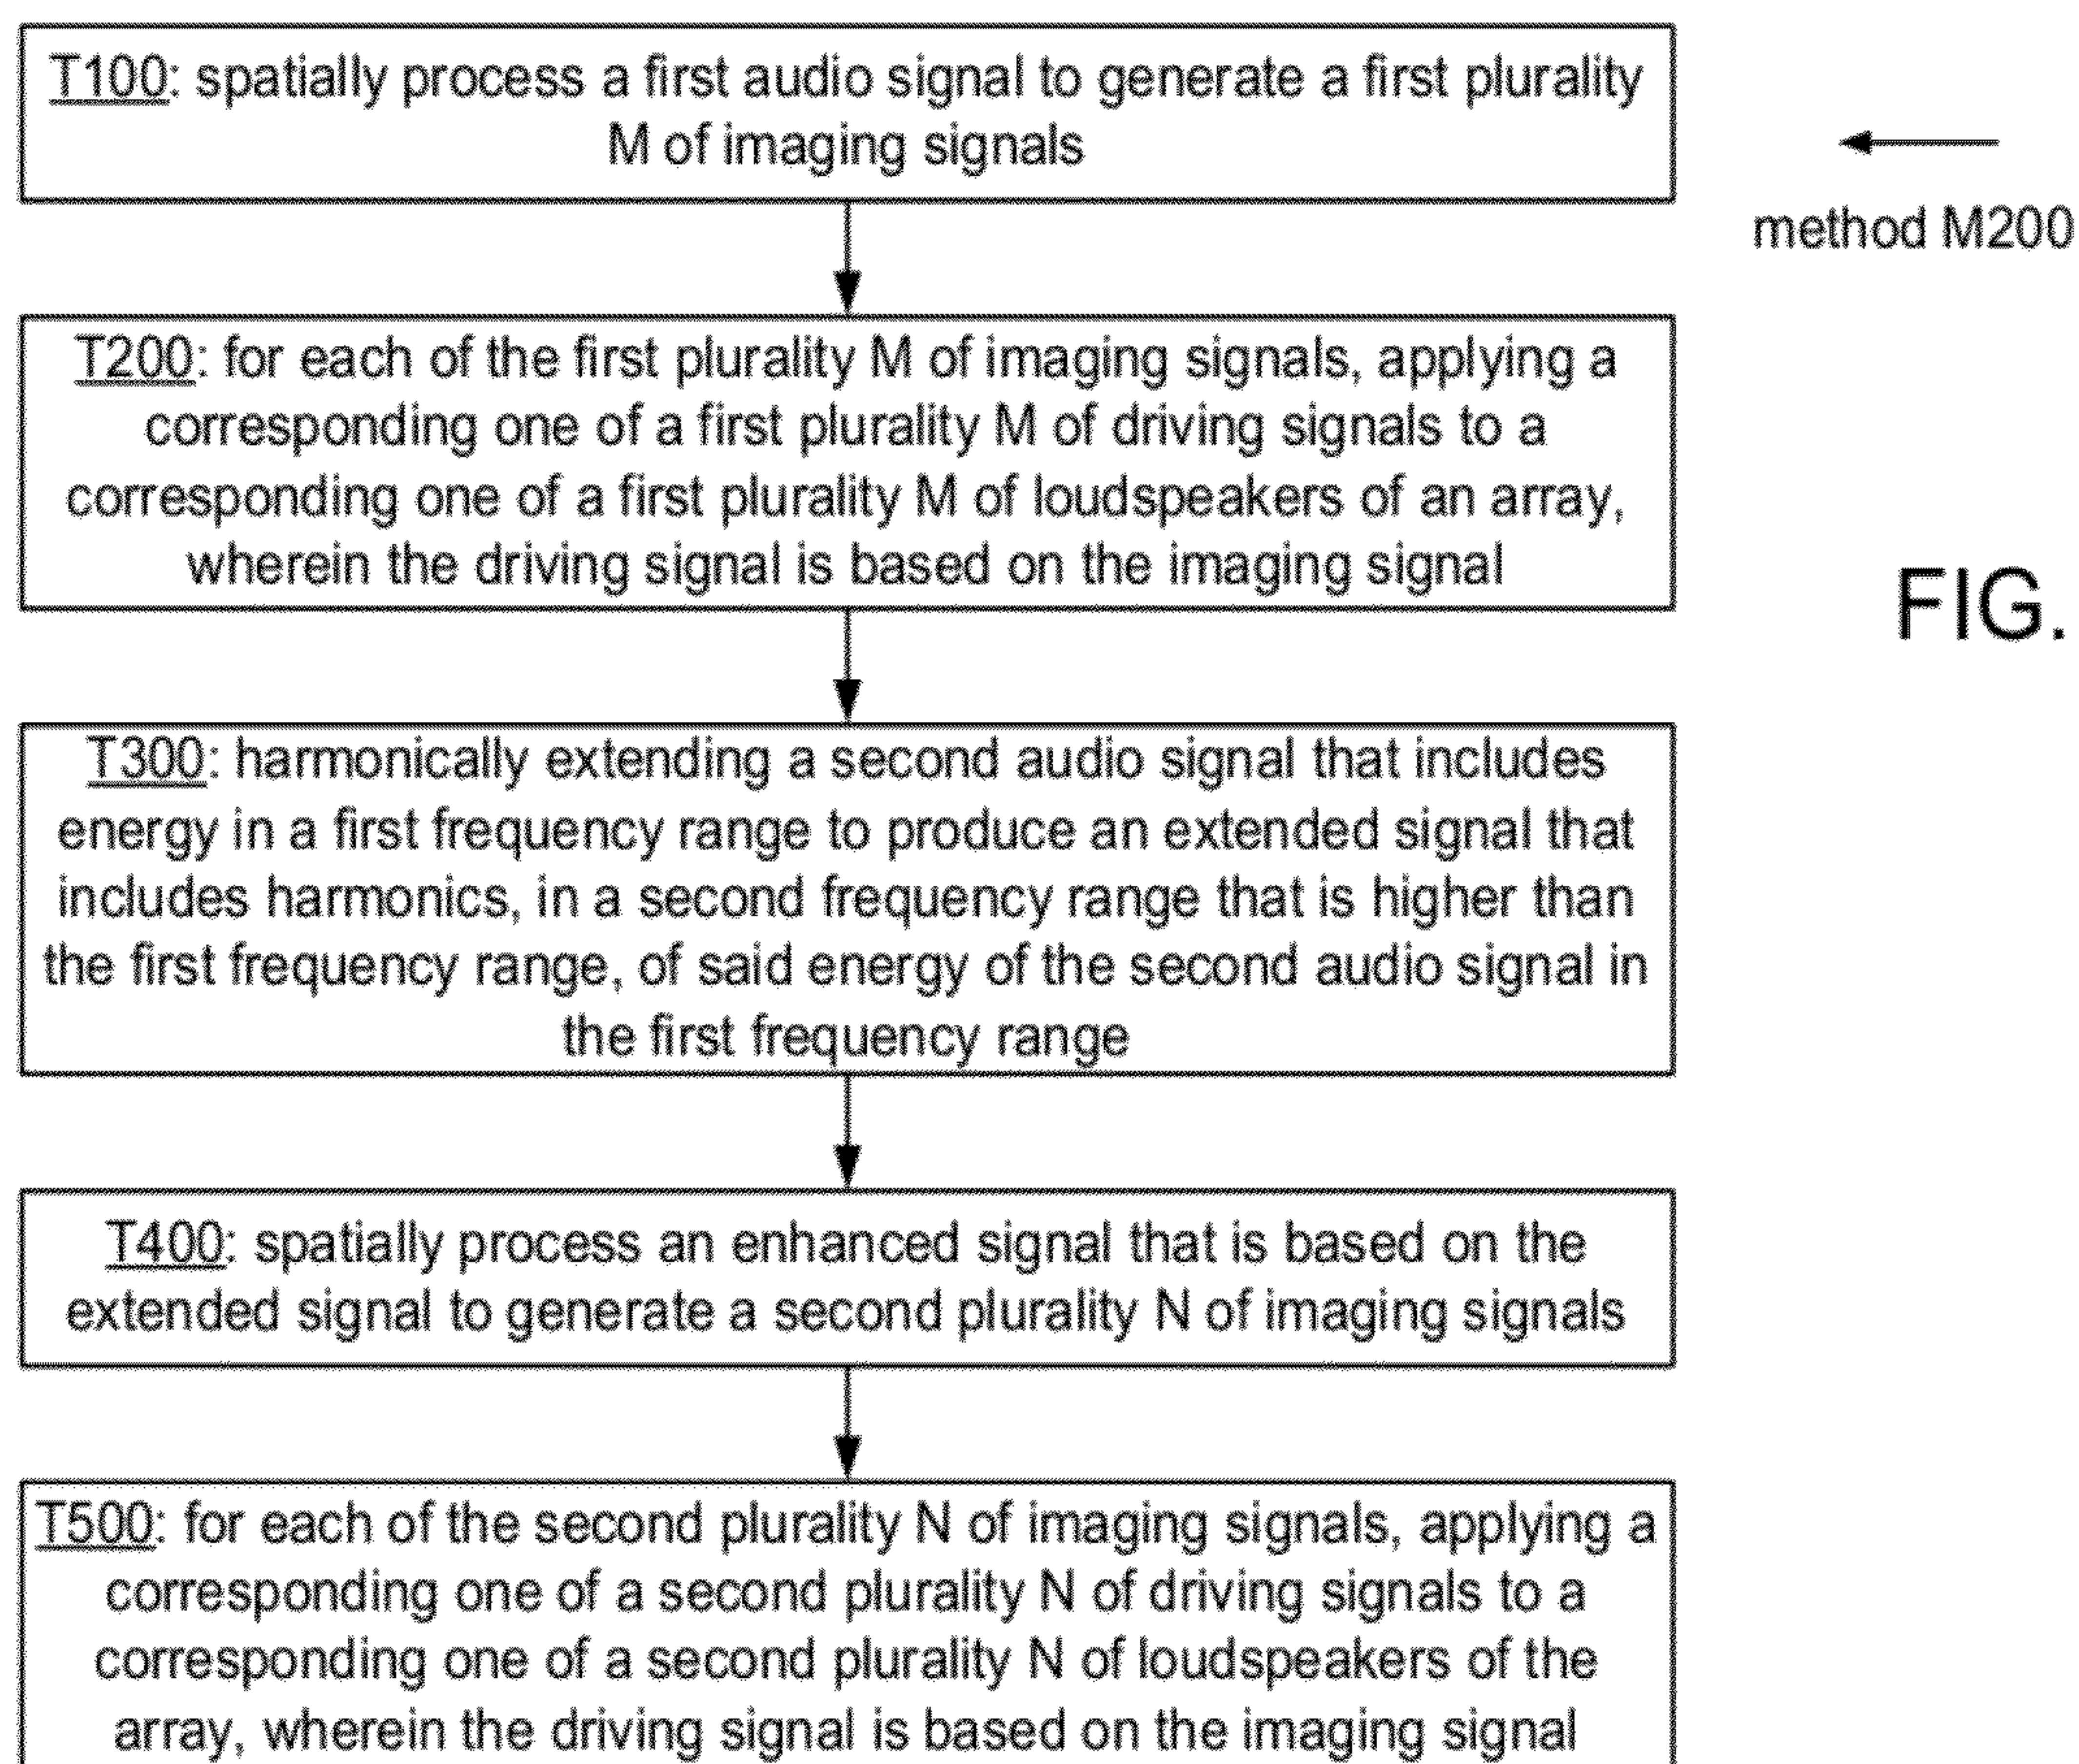 T100: spatially process a first audio signal to generate a first plurality
M of imaging signals
method M200
T200: for each of the first plurality M of imaging signals, applying a
corresponding one of a first plurality M of driving signals to a
corresponding one of a first plurality M of loudspeakers of an array,
wherein the driving signal is based on the imaging signal
FIG.
T300: harmonically extending a second audio signal that includes
energy in a first frequency range to produce an extended signal that
includes harmonics, in a second frequency range that is higher than
the first frequency range, of said energy of the second audio signal in
the first frequency range
T400: spatially process an enhanced signal that is based on the
extended signal to generate a second plurality N of imaging signals
T500: for each of the second plurality N of imaging signals, applying a
corresponding one of a second plurality N of driving signals to a
corresponding one of a second plurality N of loudspeakers of the
array, wherein the driving signal is based on the imaging signal